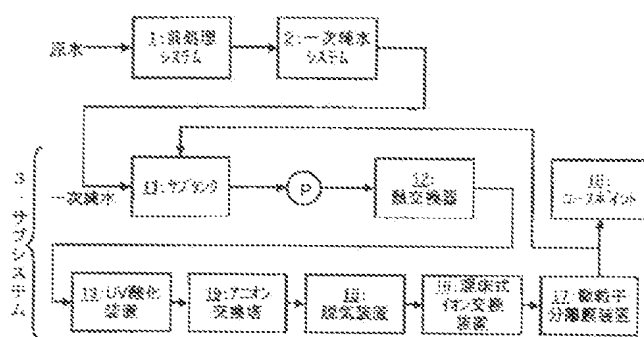 原水
1:前処理
システム
2:一次純水
システム
3:サブシステム
一次純水
11:サブタンク
P
12:
熱交換器
18:
ユースポイント
13:UV酸化
装置
19:アニオン
交換塔
15:
脱気装置
16:混床式
イオン交換
装置
17:微粒子
分離膜装置